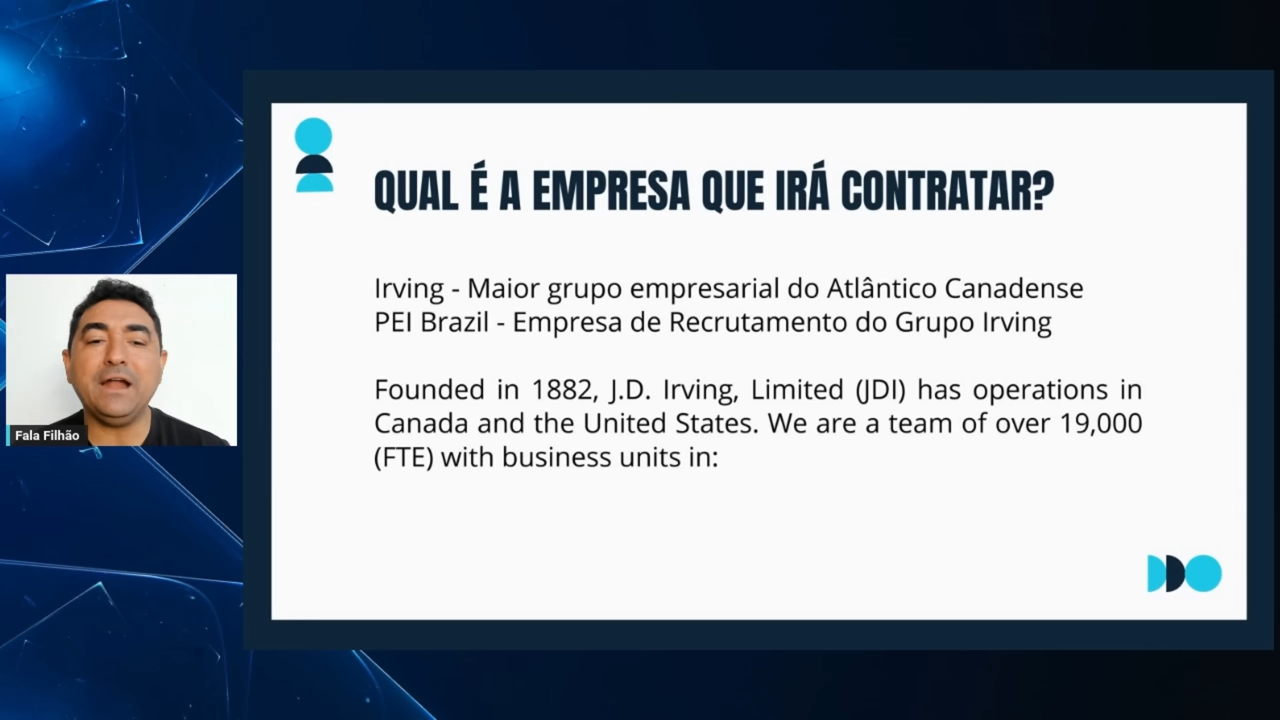 QUAL É A EMPRESA QUE IRÁ CONTRATAR?
Irving - Maior grupo empresarial do Atlântico Canadense
PEI Brazil - Empresa de Recrutamento do Grupo Irving
Founded in 1882, J.D. Irving, Limited (JDI) has operations in
Canada and the United States. We are a team of over 19,000
(FTE) with business units in:
Fala Filhão